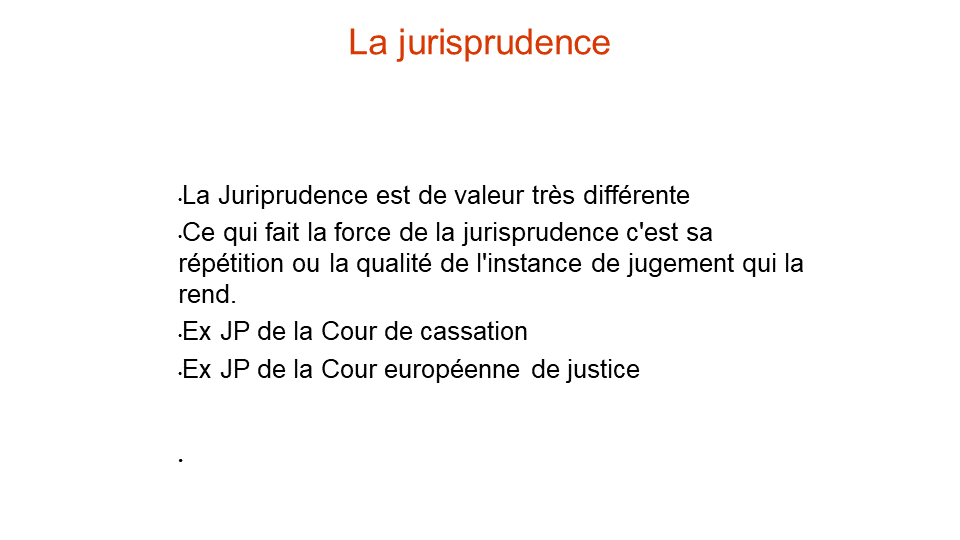 La jurisprudence
•La Juriprudence est de valeur très différente
•Ce qui fait la force de la jurisprudence c'est sa
répétition ou la qualité de l'instance de jugement qui la
rend.
•Ex JP de la Cour de cassation
•Ex JP de la Cour européenne de justice
•